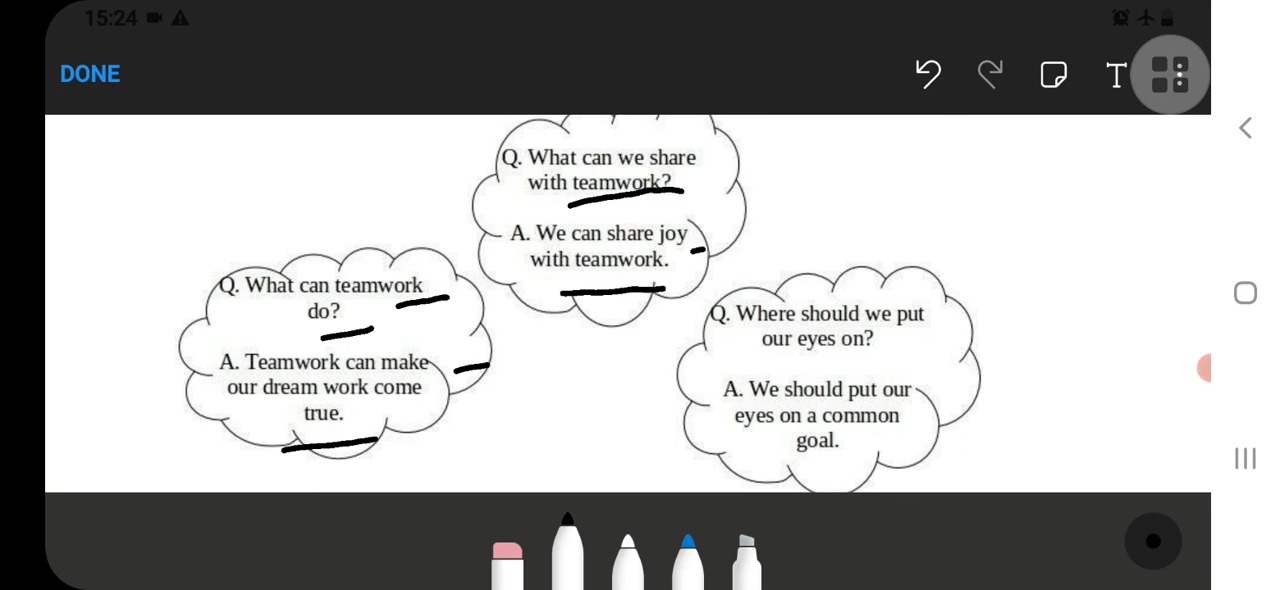 15:24
DONE
T
Q. What can we share
with teamwork?
A. We can share joy
with teamwork.
Q. What can teamwork
do?
A. Teamwork can make
our dream work come
true.
Q. Where should we put
our eyes on?
A. We should put our
eyes on a common
goal.